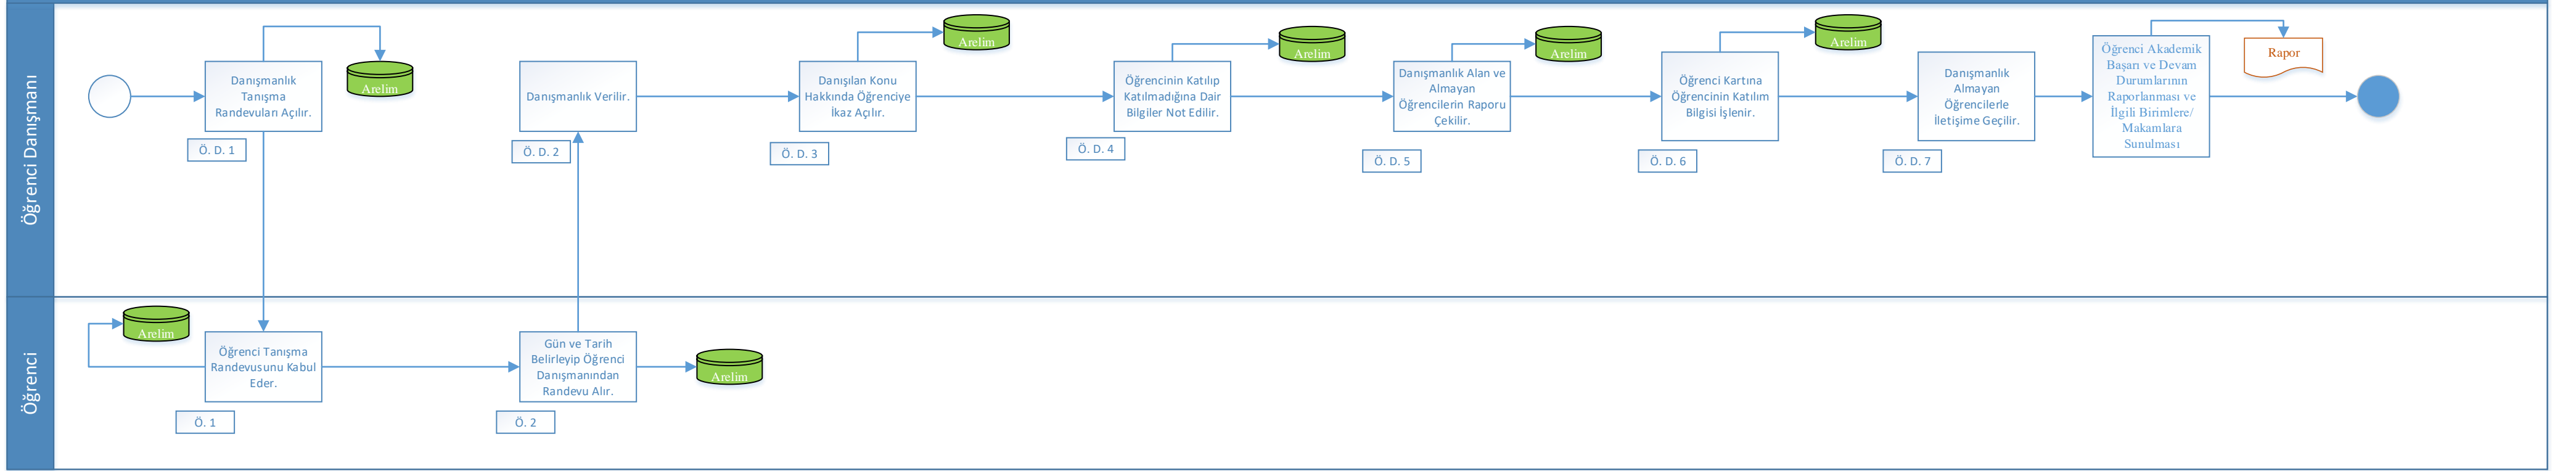 Öğrenci Danışmanı
Danışmanlık
Tanışma
Randevuları Açılır.
Arelim
Ö. D. 1
Danışmanlık Verilir.
Ö. D. 2
Danışılan Konu
Hakkında Öğrenciye
İkaz Açılır.
Arelim
Ö. D. 3
Öğrencinin Katılıp
Katılmadığına Dair
Bilgiler Not Edilir.
Arelim
Ö. D. 4
Danışmanlık Alan ve
Almayan
Öğrencilerin Raporu
Çekilir.
Arelim
Ö. D. 5
Öğrenci Kartına
Öğrencinin Katılım
Bilgisi İşlenir.
Arelim
Ö. D. 6
Danışmanlık
Almayan
Öğrencilerle
İletişime Geçilir.
Ö. D. 7
Öğrenci Akademik
Başarı ve Devam
Durumlarının
Raporlanması ve
İlgili Birimlere/
Makamlara
Sunulması
Rapor
Öğrenci
Arelim
Öğrenci Tanışma
Randevusunu Kabul
Eder.
Ö. 1
Gün ve Tarih
Belirleyip Öğrenci
Danışmanından
Randevu Alır.
Arelim
Ö. 2